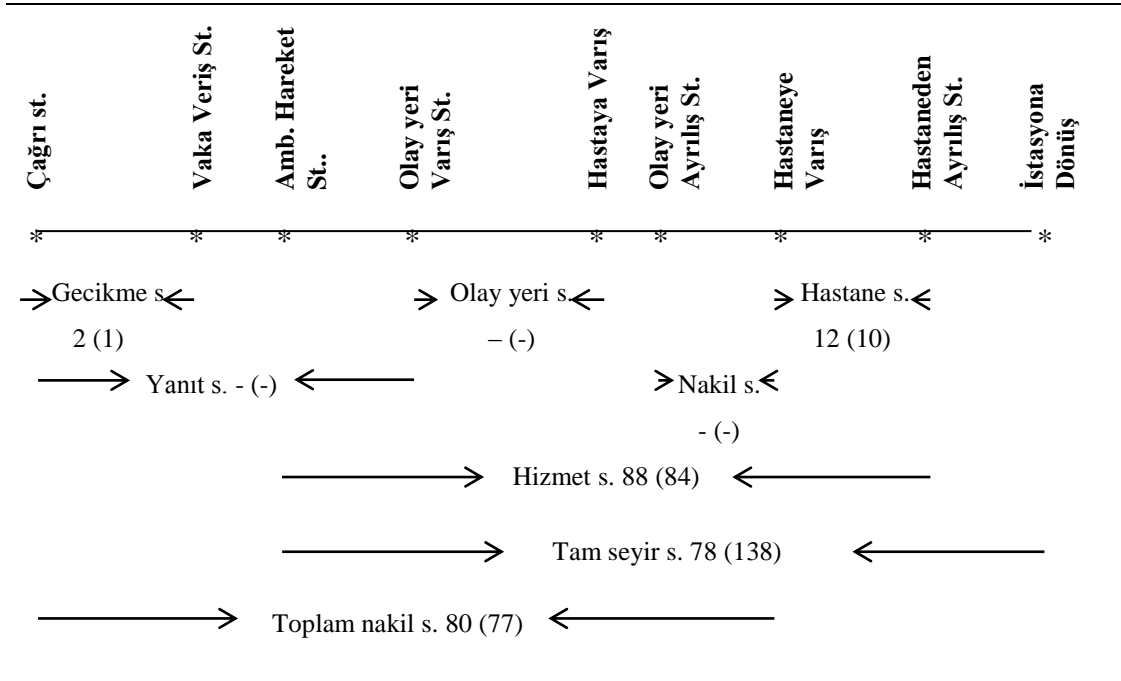 Çağrı st.
Vaka Veriş St.
Amb. Hareket
St..
Olay yeri
Varış St.
Hastaya Varış
Olay yeri
Ayrılış St.
Hastaneye
Varış
Hastaneden
Ayrılış St.
İstasyona
Dönüş
* * * * * * * * *
Gecikme s. Olay yeri s. Hastane s.
2 (1) – (-) 12 (10)
Yanıt s. - (-) Nakil s.
- (-)
Hizmet s. 88 (84)
Tam seyir s. 78 (138)
Toplam nakil s. 80 (77)